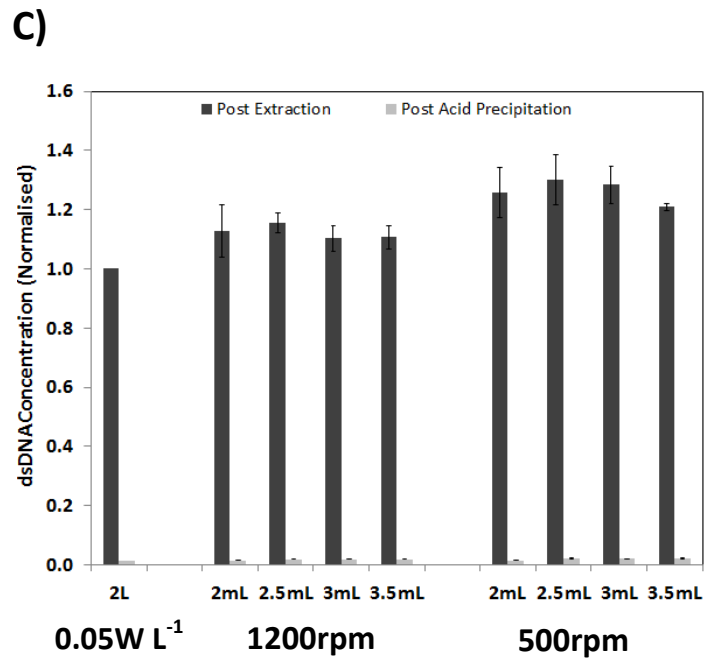 C)
dsDNAConcentration (Normalised)
1.6
1.4
1.2
1.0
0.8
0.6
0.4
0.2
0.0
Post Extraction Post Acid Precipitation
2L 2mL 2.5mL 3mL 3.5mL 2mL 2.5mL 3mL 3.5mL
0.05W L⁻¹ 1200rpm 500rpm